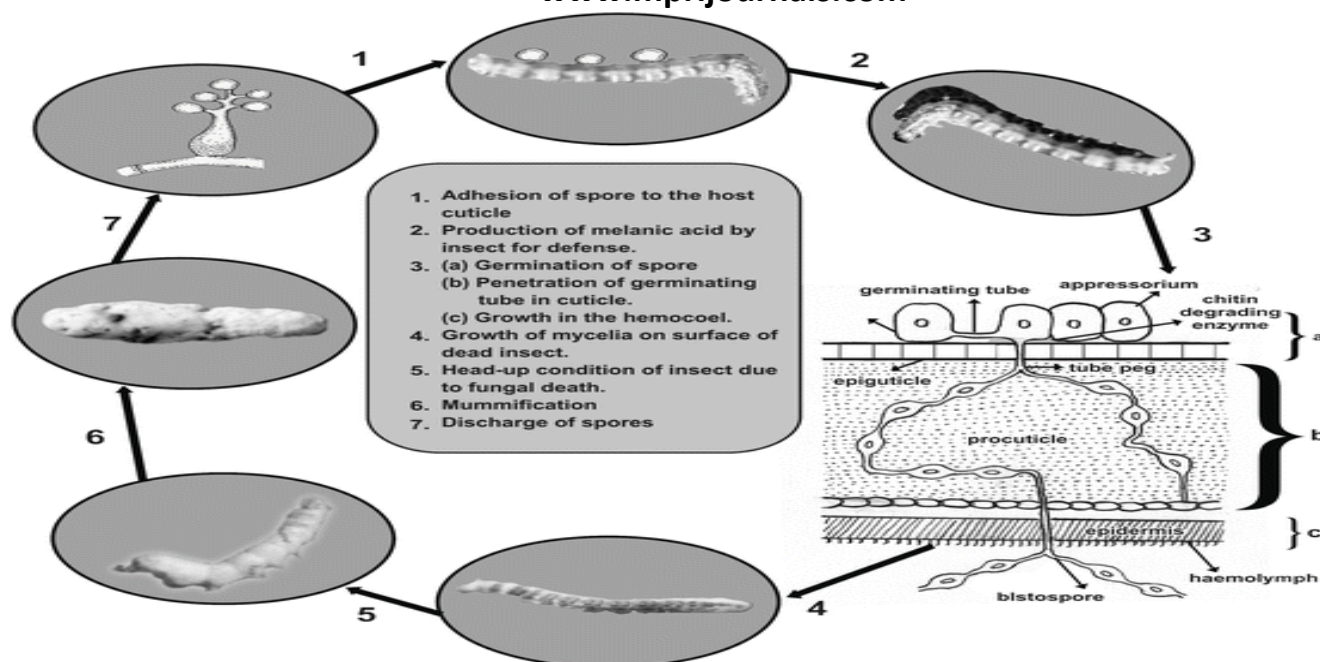 1
2
1. Adhesion of spore to the host
cuticle
2. Production of melanic acid by
insect for defense.
3. (a) Germination of spore
(b) Penetration of germinating
tube in cuticle.
(c) Growth in the hemocoel.
4. Growth of mycelia on surface of
dead insect.
5. Head-up condition of insect due
to fungal death.
6. Mummification
7. Discharge of spores
7
3
germinating tube
appressorium
chitin
degrading
enzyme
a
epiguticle
tube peg
procuticle
b
epidermis
c
haemolymph
blstospore
6
5
4